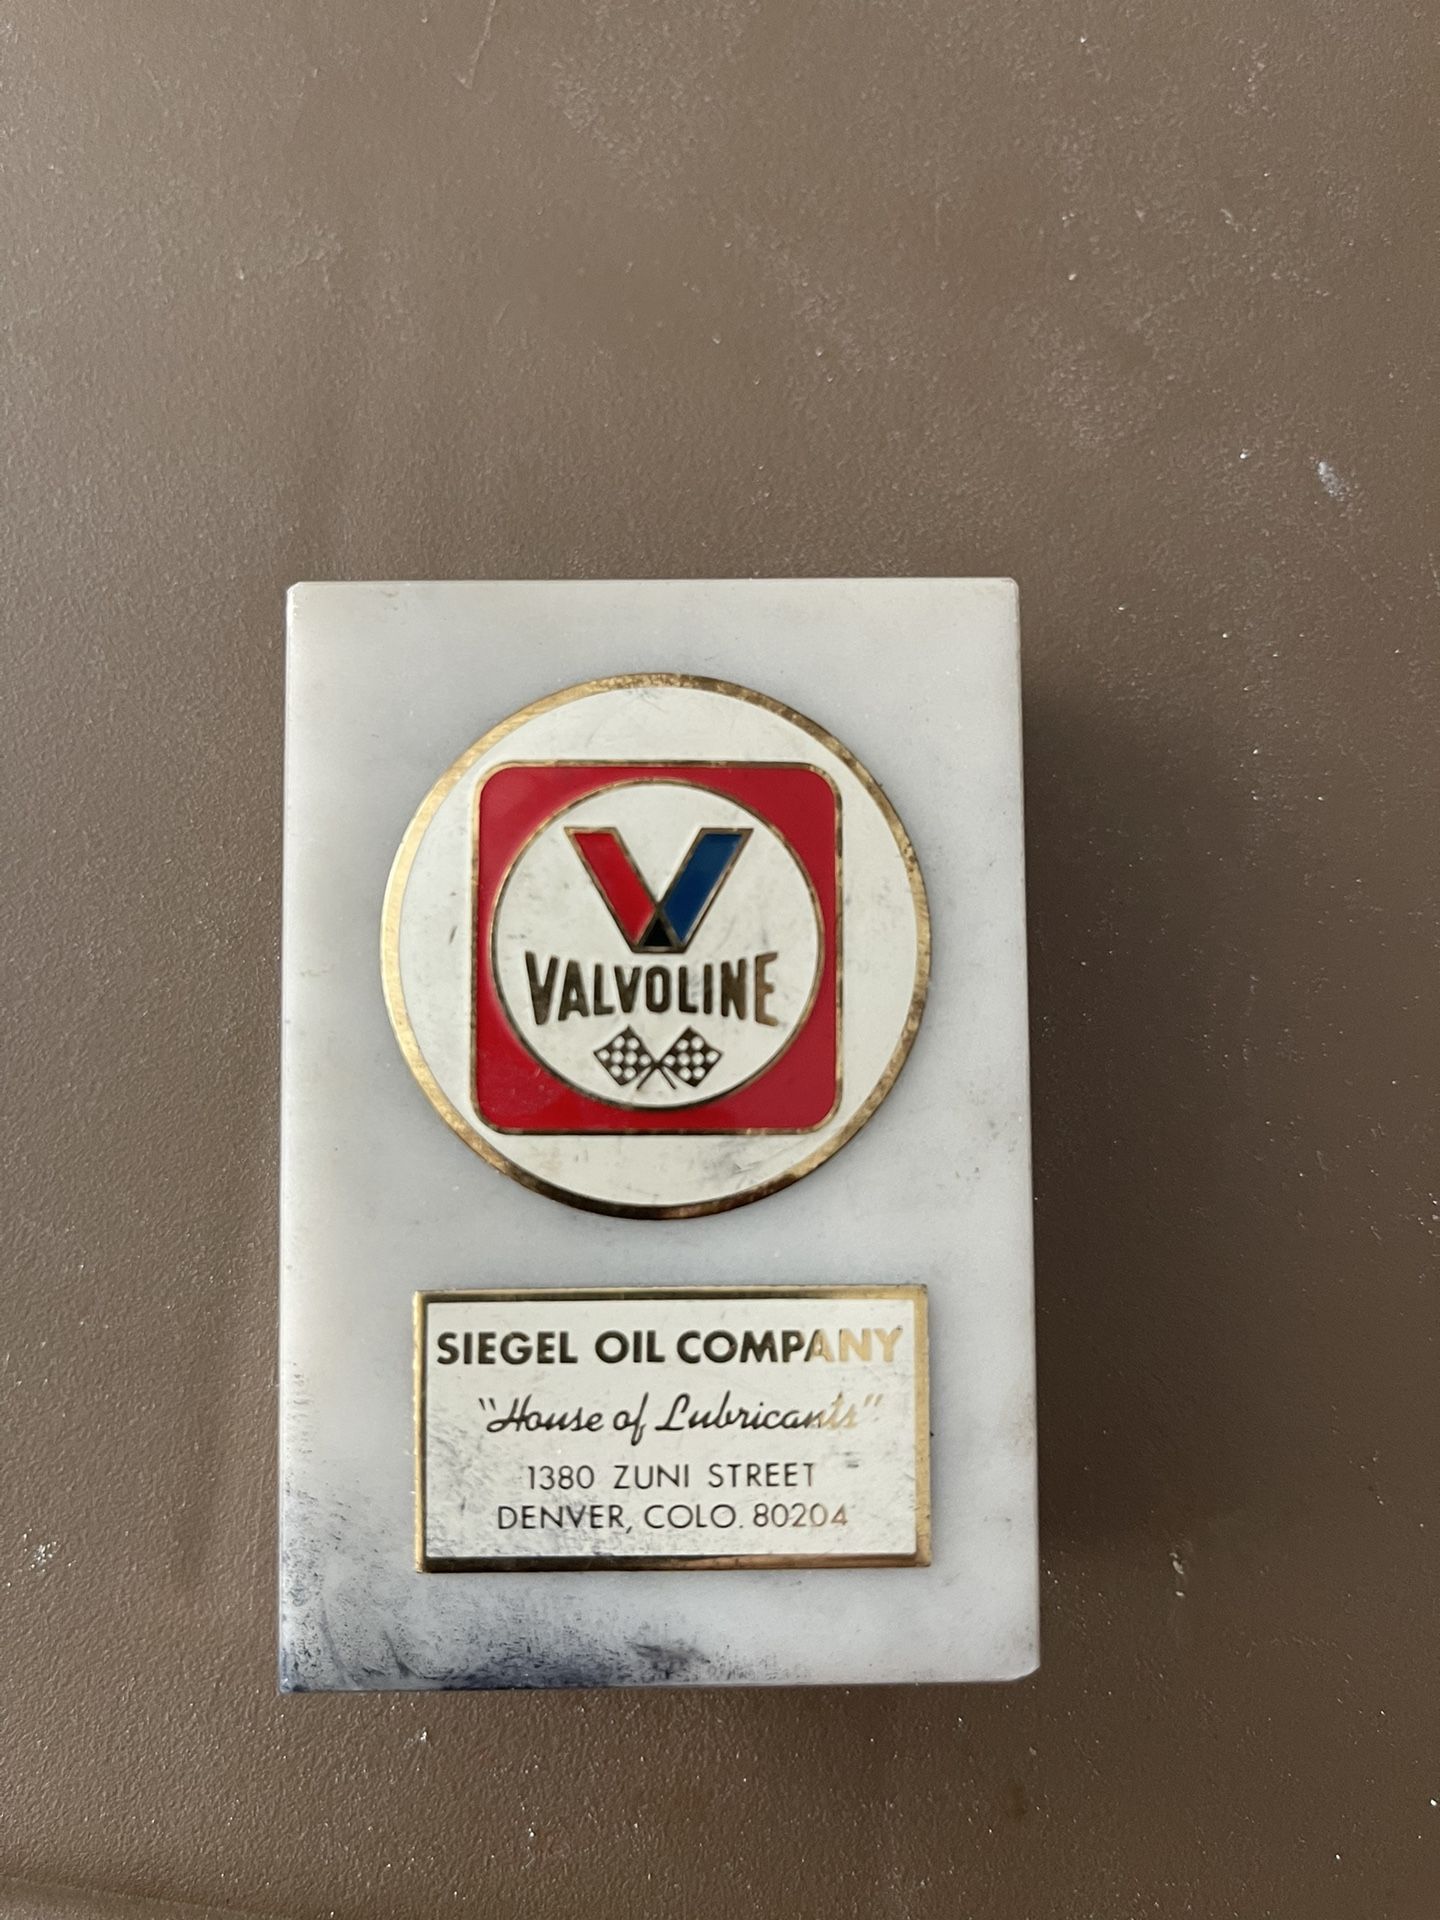 V
VALVOLINE
SIEGEL OIL COMPANY
"House of Lubricants"
1380 ZUNI STREET
DENVER, COLO. 80204